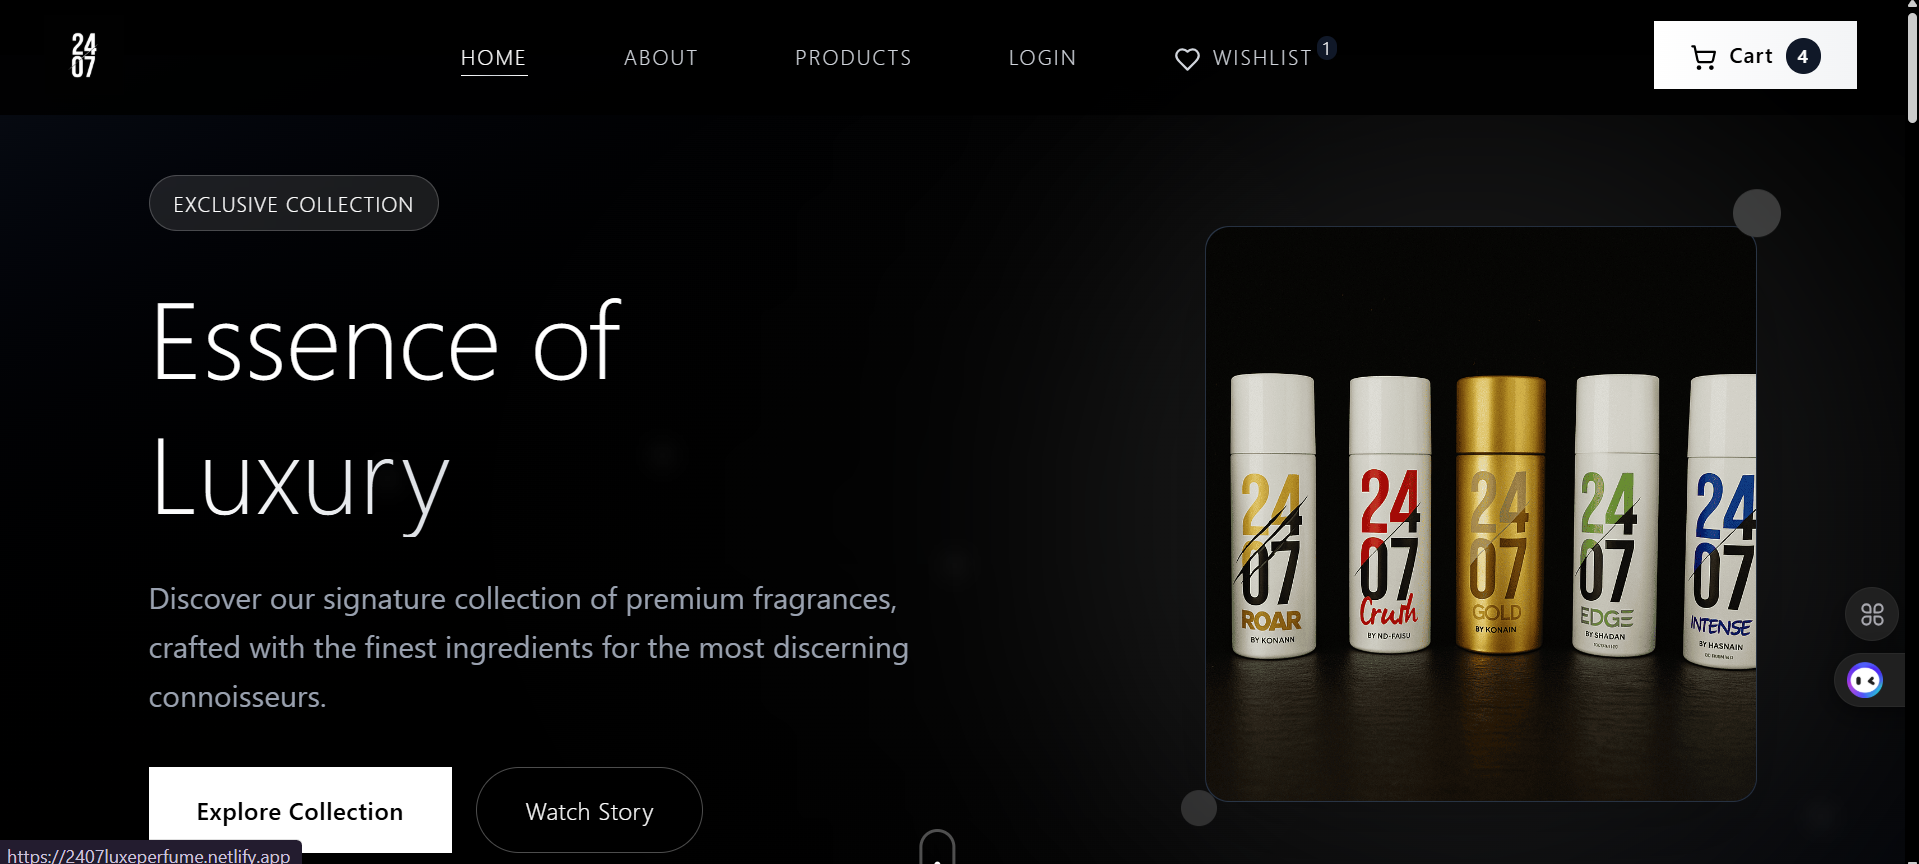 24
07
HOME
ABOUT
PRODUCTS
LOGIN
WISHLIST
1
Cart
4
EXCLUSIVE COLLECTION
Essence of
Luxury
Discover our signature collection of premium fragrances,
crafted with the finest ingredients for the most discerning
connoisseurs.
Explore Collection
Watch Story
24
07
ROAR
BY KONANN
24
07
Crush
BY ND-FAISU
24
07
GOLD
BY KONAIN
24
07
EDGE
BY SHADAN
24
07
INTENSE
BY HASNAIN
https://2407luxeperfume.netlify.app